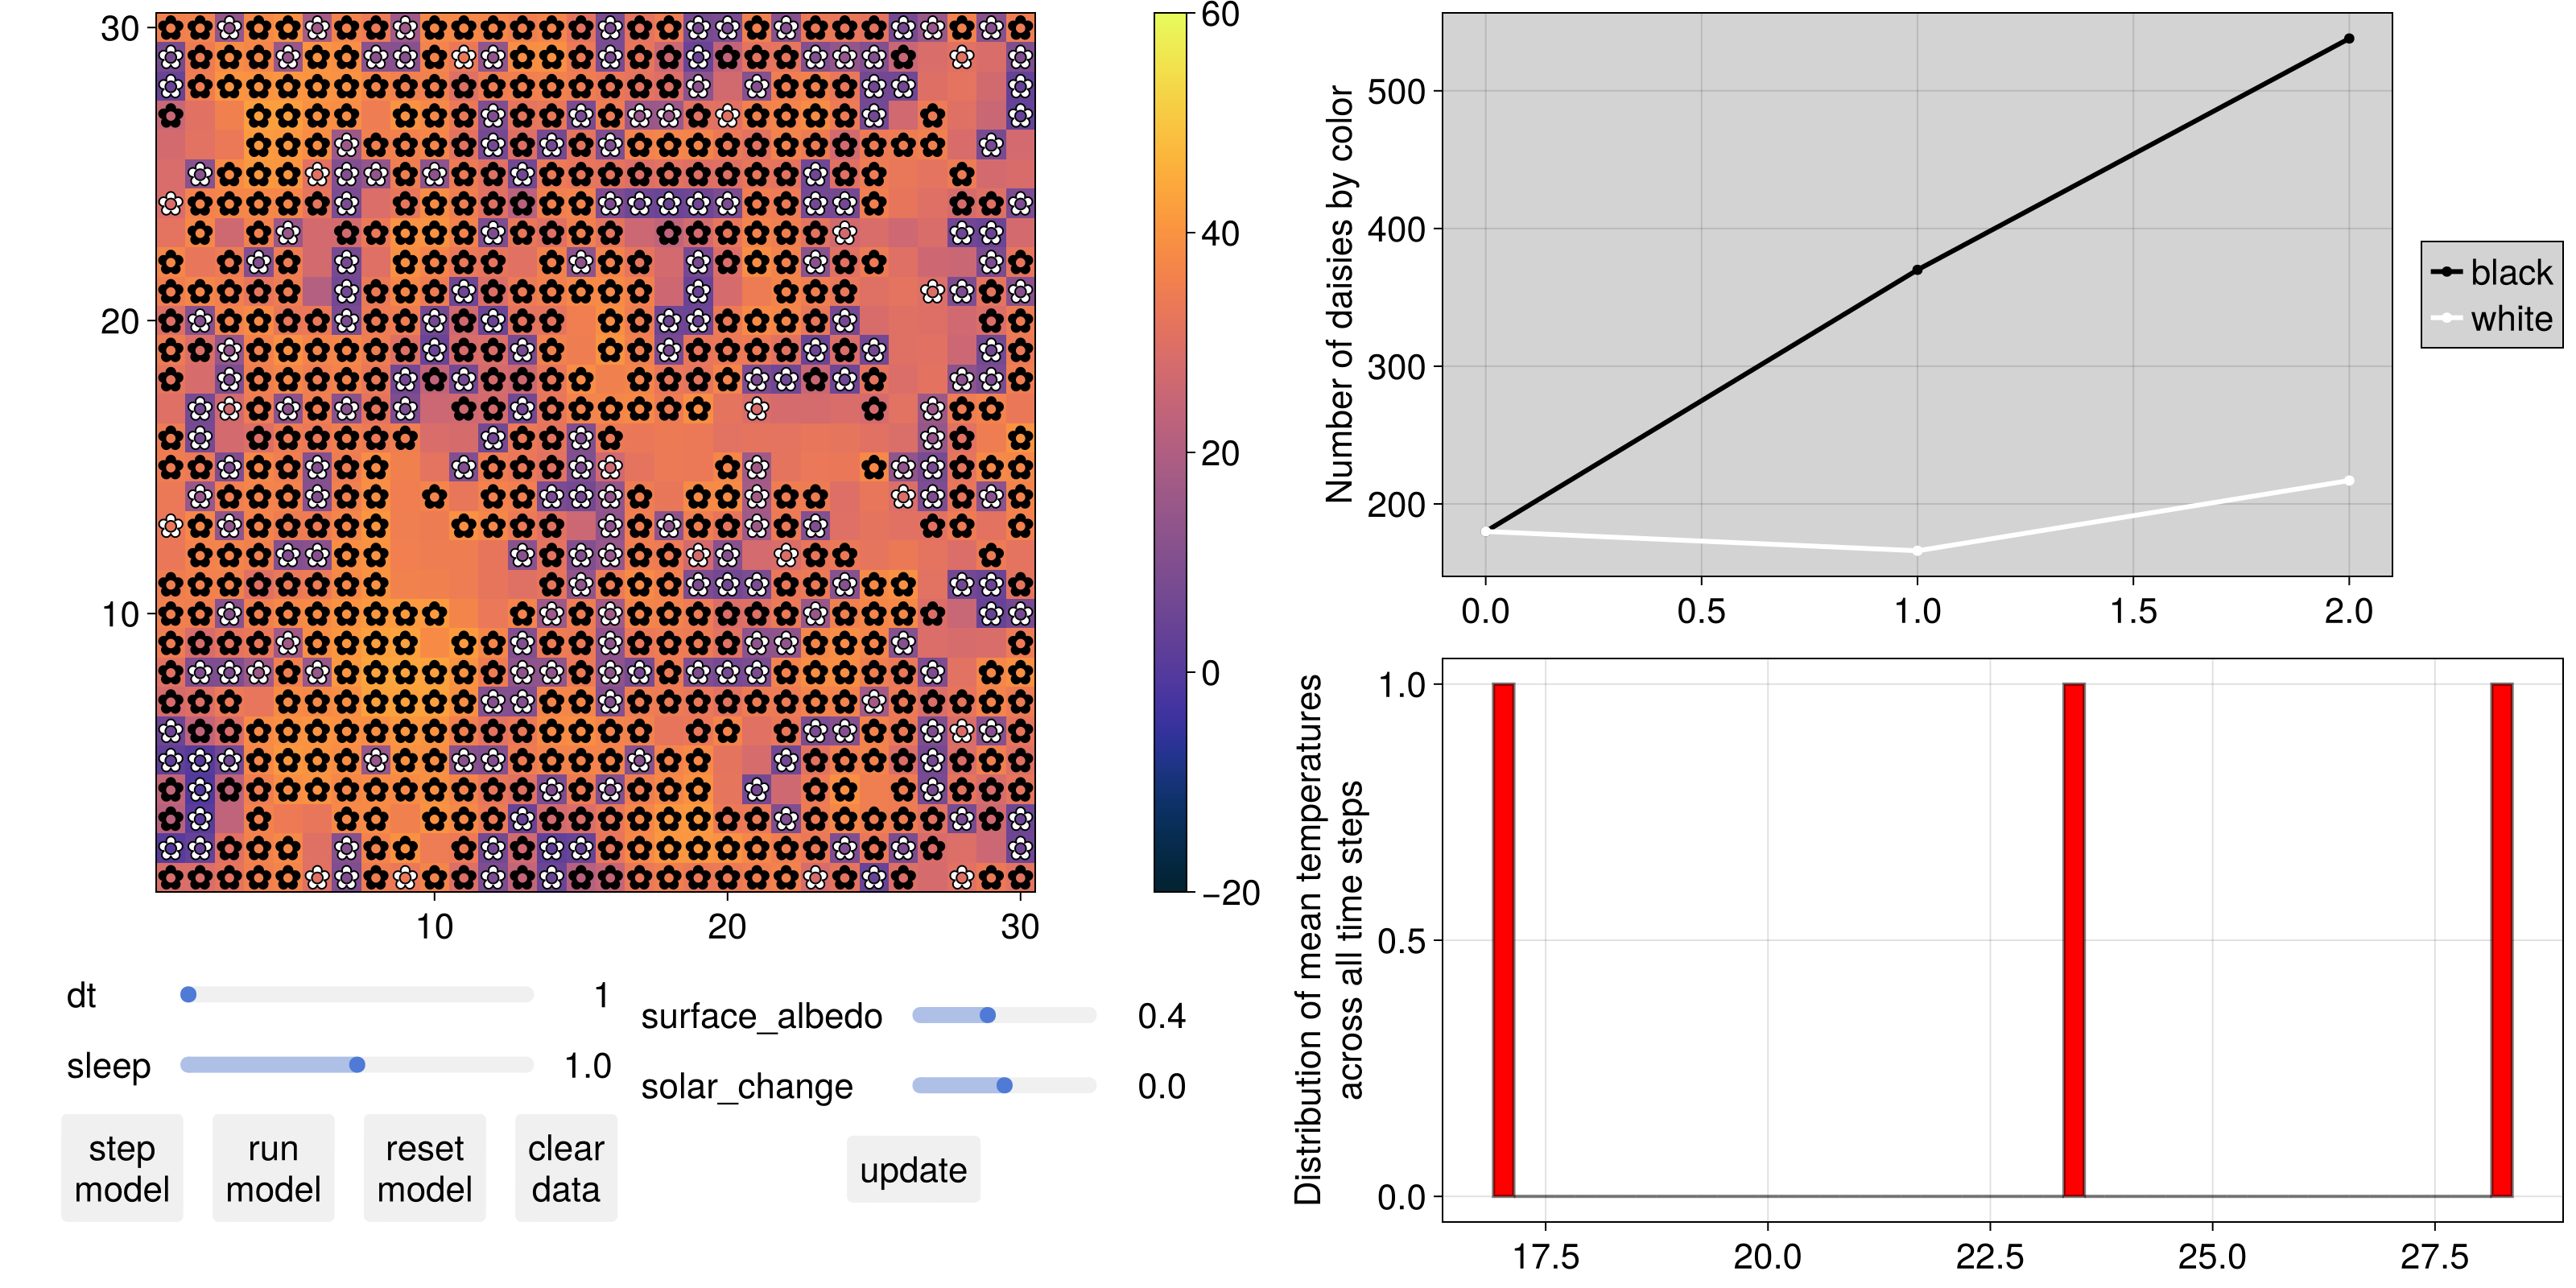 30
20
10
10
20
30
60
40
20
0
−20
Number of daisies by color
500
400
300
200
0.0
0.5
1.0
1.5
2.0
black
white
Distribution of mean temperatures
across all time steps
1.0
0.5
0.0
17.5
20.0
22.5
25.0
27.5
dt
1
sleep
1.0
surface_albedo
0.4
solar_change
0.0
step
model
run
model
reset
model
clear
data
update